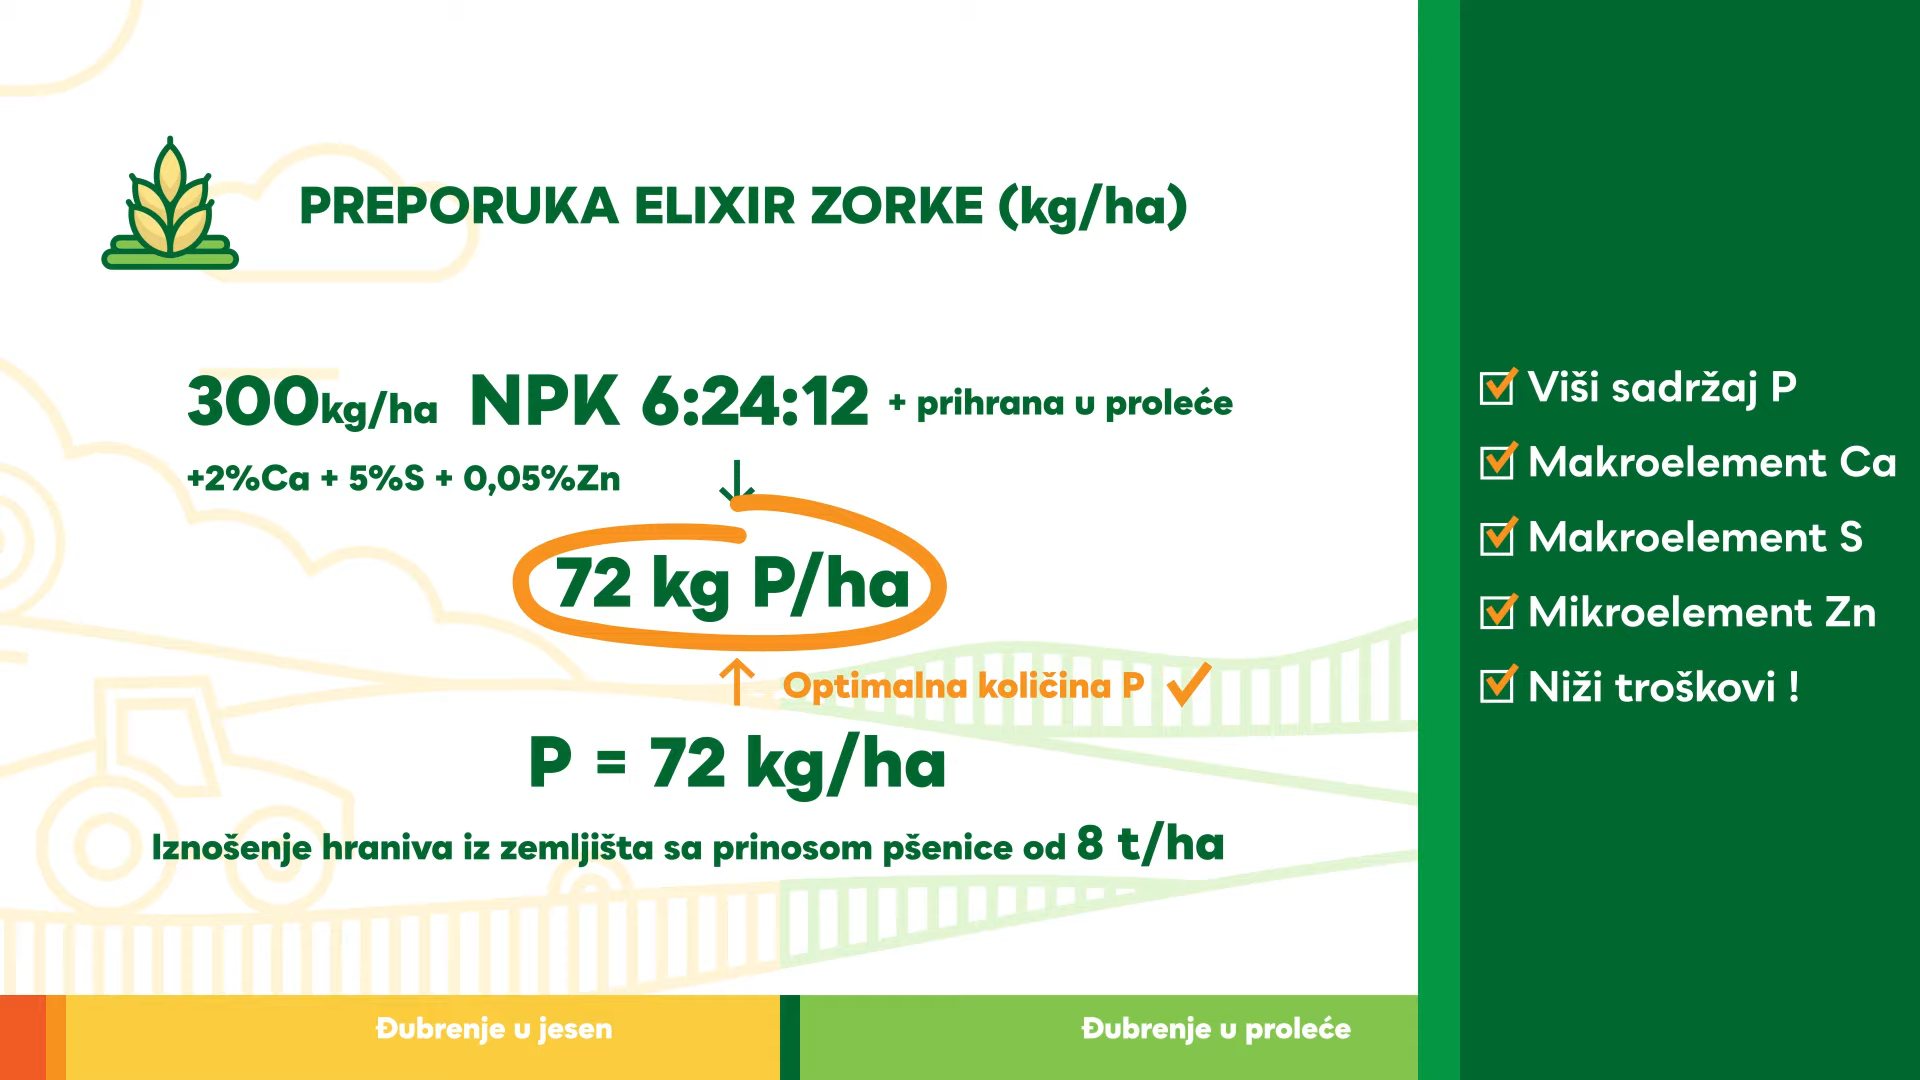 PREPORUKA ELIXIR ZORKE (kg/ha)
300kg/ha NPK 6:24:12 + prihrana u proleće
+2%Ca + 5%S + 0,05%Zn
72 kg P/ha
Optimalna količina P
P = 72 kg/ha
Iznošenje hraniva iz zemljišta sa prinosom pšenice od 8 t/ha
Đubrenje u jesen
Đubrenje u proleće
Viši sadržaj P
Makroelement Ca
Makroelement S
Mikroelement Zn
Niži troškovi !